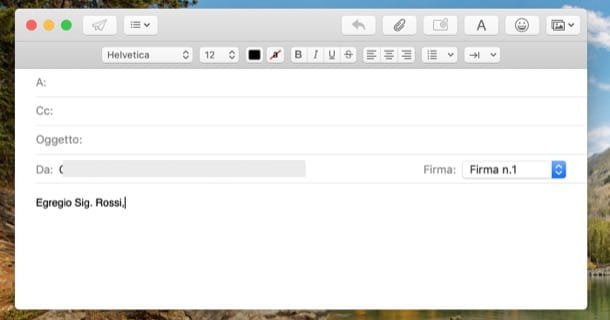 Helvetica 12 B I U S
A:
Cc:
Oggetto:
Da: Firma: Firma n.1
Egregio Sig. Rossi,